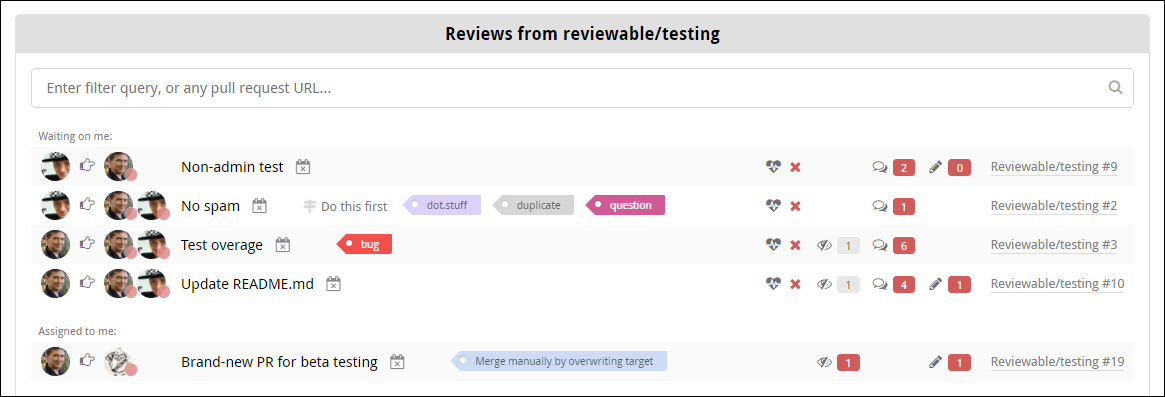 Reviews from reviewable/testing
Enter filter query, or any pull request URL...
Waiting on me:
Non-admin test 2 0 Reviewable/testing #9
No spam Do this first dot.stuff duplicate question 1 Reviewable/testing #2
Test overage bug 1 6 Reviewable/testing #3
Update README.md 1 4 1 Reviewable/testing #10
Assigned to me:
Brand-new PR for beta testing Merge manually by overwriting target 1 1 Reviewable/testing #19